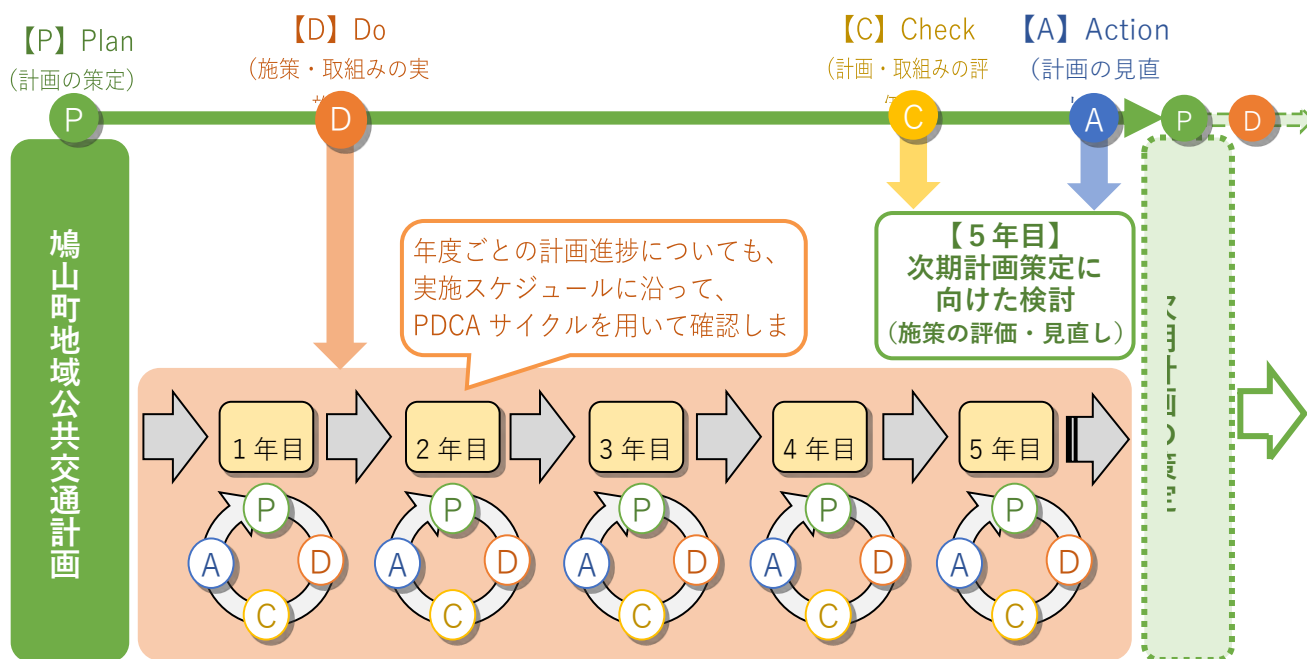 【P】Plan
（計画の策定）
【D】Do
（施策・取組みの実
【C】Check
（計画・取組みの評
【A】Action
（計画の見直
P
D
C
A
P
D
鳩山町地域公共交通計画
年度ごとの計画進捗についても、
実施スケジュールに沿って、
PDCA サイクルを用いて確認しま
【５年目】
次期計画策定に
向けた検討
（施策の評価・見直し）
期計画の策定
１年目
２年目
３年目
４年目
５年目
P
D
C
A
P
D
C
A
P
D
C
A
P
D
C
A
P
D
C
A